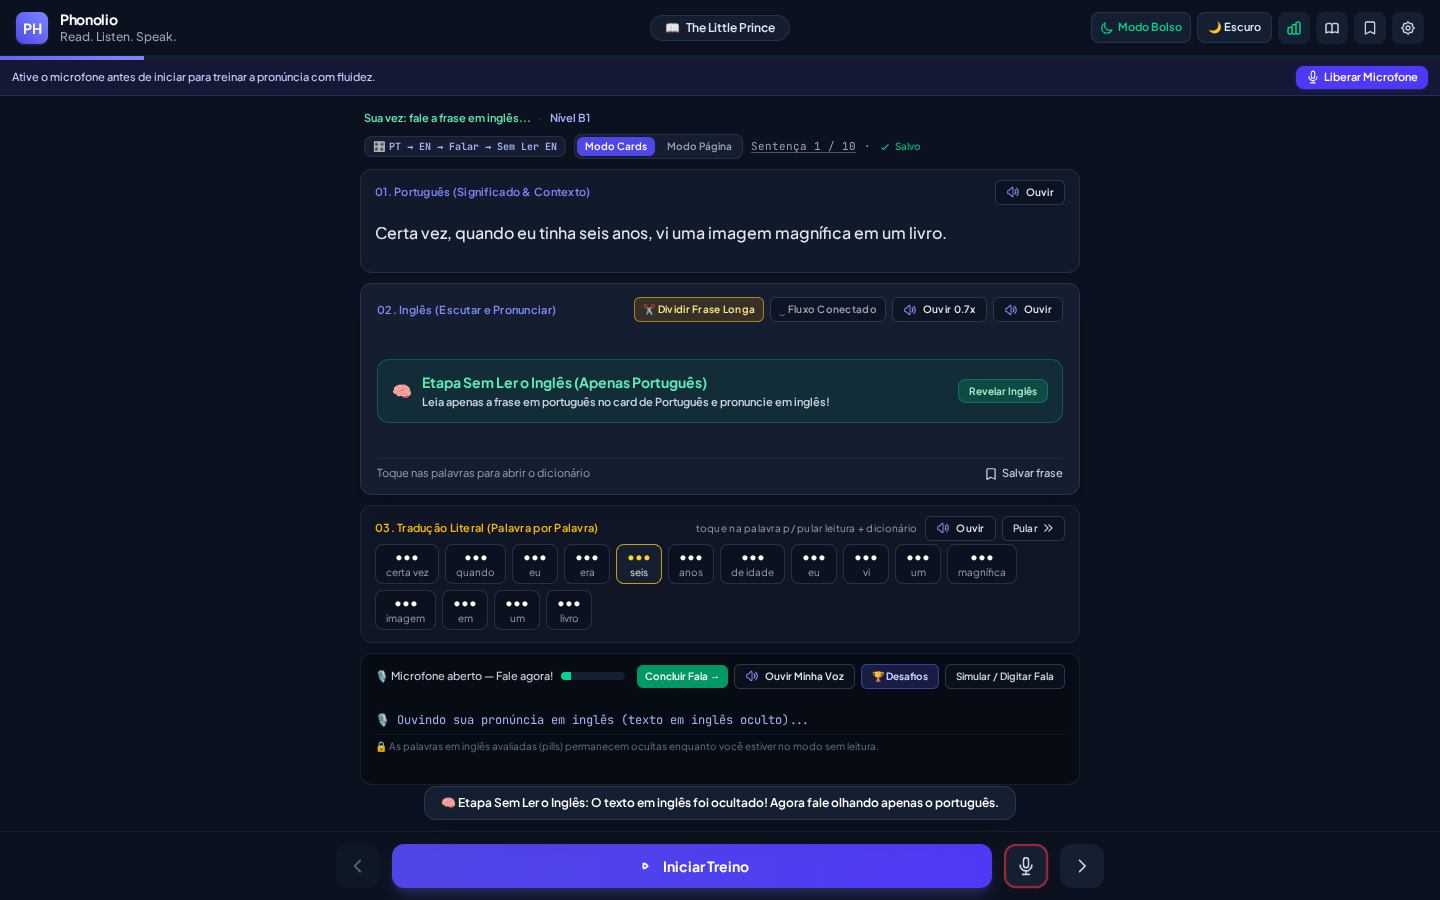 PH
Phonolio
Read. Listen. Speak.
📖 The Little Prince
Modo Bolso
🌙 Escuro
Ative o microfone antes de iniciar para treinar a pronúncia com fluidez.
Liberar Microfone
Sua vez: fale a frase em inglês... · Nível B1
🎛️ PT → EN → Falar → Sem Ler EN
Modo Cards
Modo Página
Sentença 1 / 10 · ✓ Salvo
01. Português (Significado & Contexto)
Ouvir
Certa vez, quando eu tinha seis anos, vi uma imagem magnífica em um livro.
02. Inglês (Escutar e Pronunciar)
✂️ Dividir Frase Longa
‿ Fluxo Conectado
Ouvir 0.7x
Ouvir
🧠 Etapa Sem Ler o Inglês (Apenas Português)
Leia apenas a frase em português no card de Português e pronuncie em inglês!
Revelar Inglês
Toque nas palavras para abrir o dicionário
Salvar frase
03. Tradução Literal (Palavra por Palavra)
toque na palavra p/ pular leitura + dicionário
Ouvir
Pular
••• ••• ••• ••• ••• ••• ••• ••• ••• ••• •••
certa vez quando eu era seis anos de idade eu vi um magnífica
••• ••• ••• •••
imagem em um livro
🎙️ Microfone aberto — Fale agora!
Concluir Fala →
Ouvir Minha Voz
🏆 Desafios
Simular / Digitar Fala
🎙️ Ouvindo sua pronúncia em inglês (texto em inglês oculto)...
🔒 As palavras em inglês avaliadas (pills) permanecem ocultas enquanto você estiver no modo sem leitura.
🧠 Etapa Sem Ler o Inglês: O texto em inglês foi ocultado! Agora fale olhando apenas o português.
Iniciar Treino